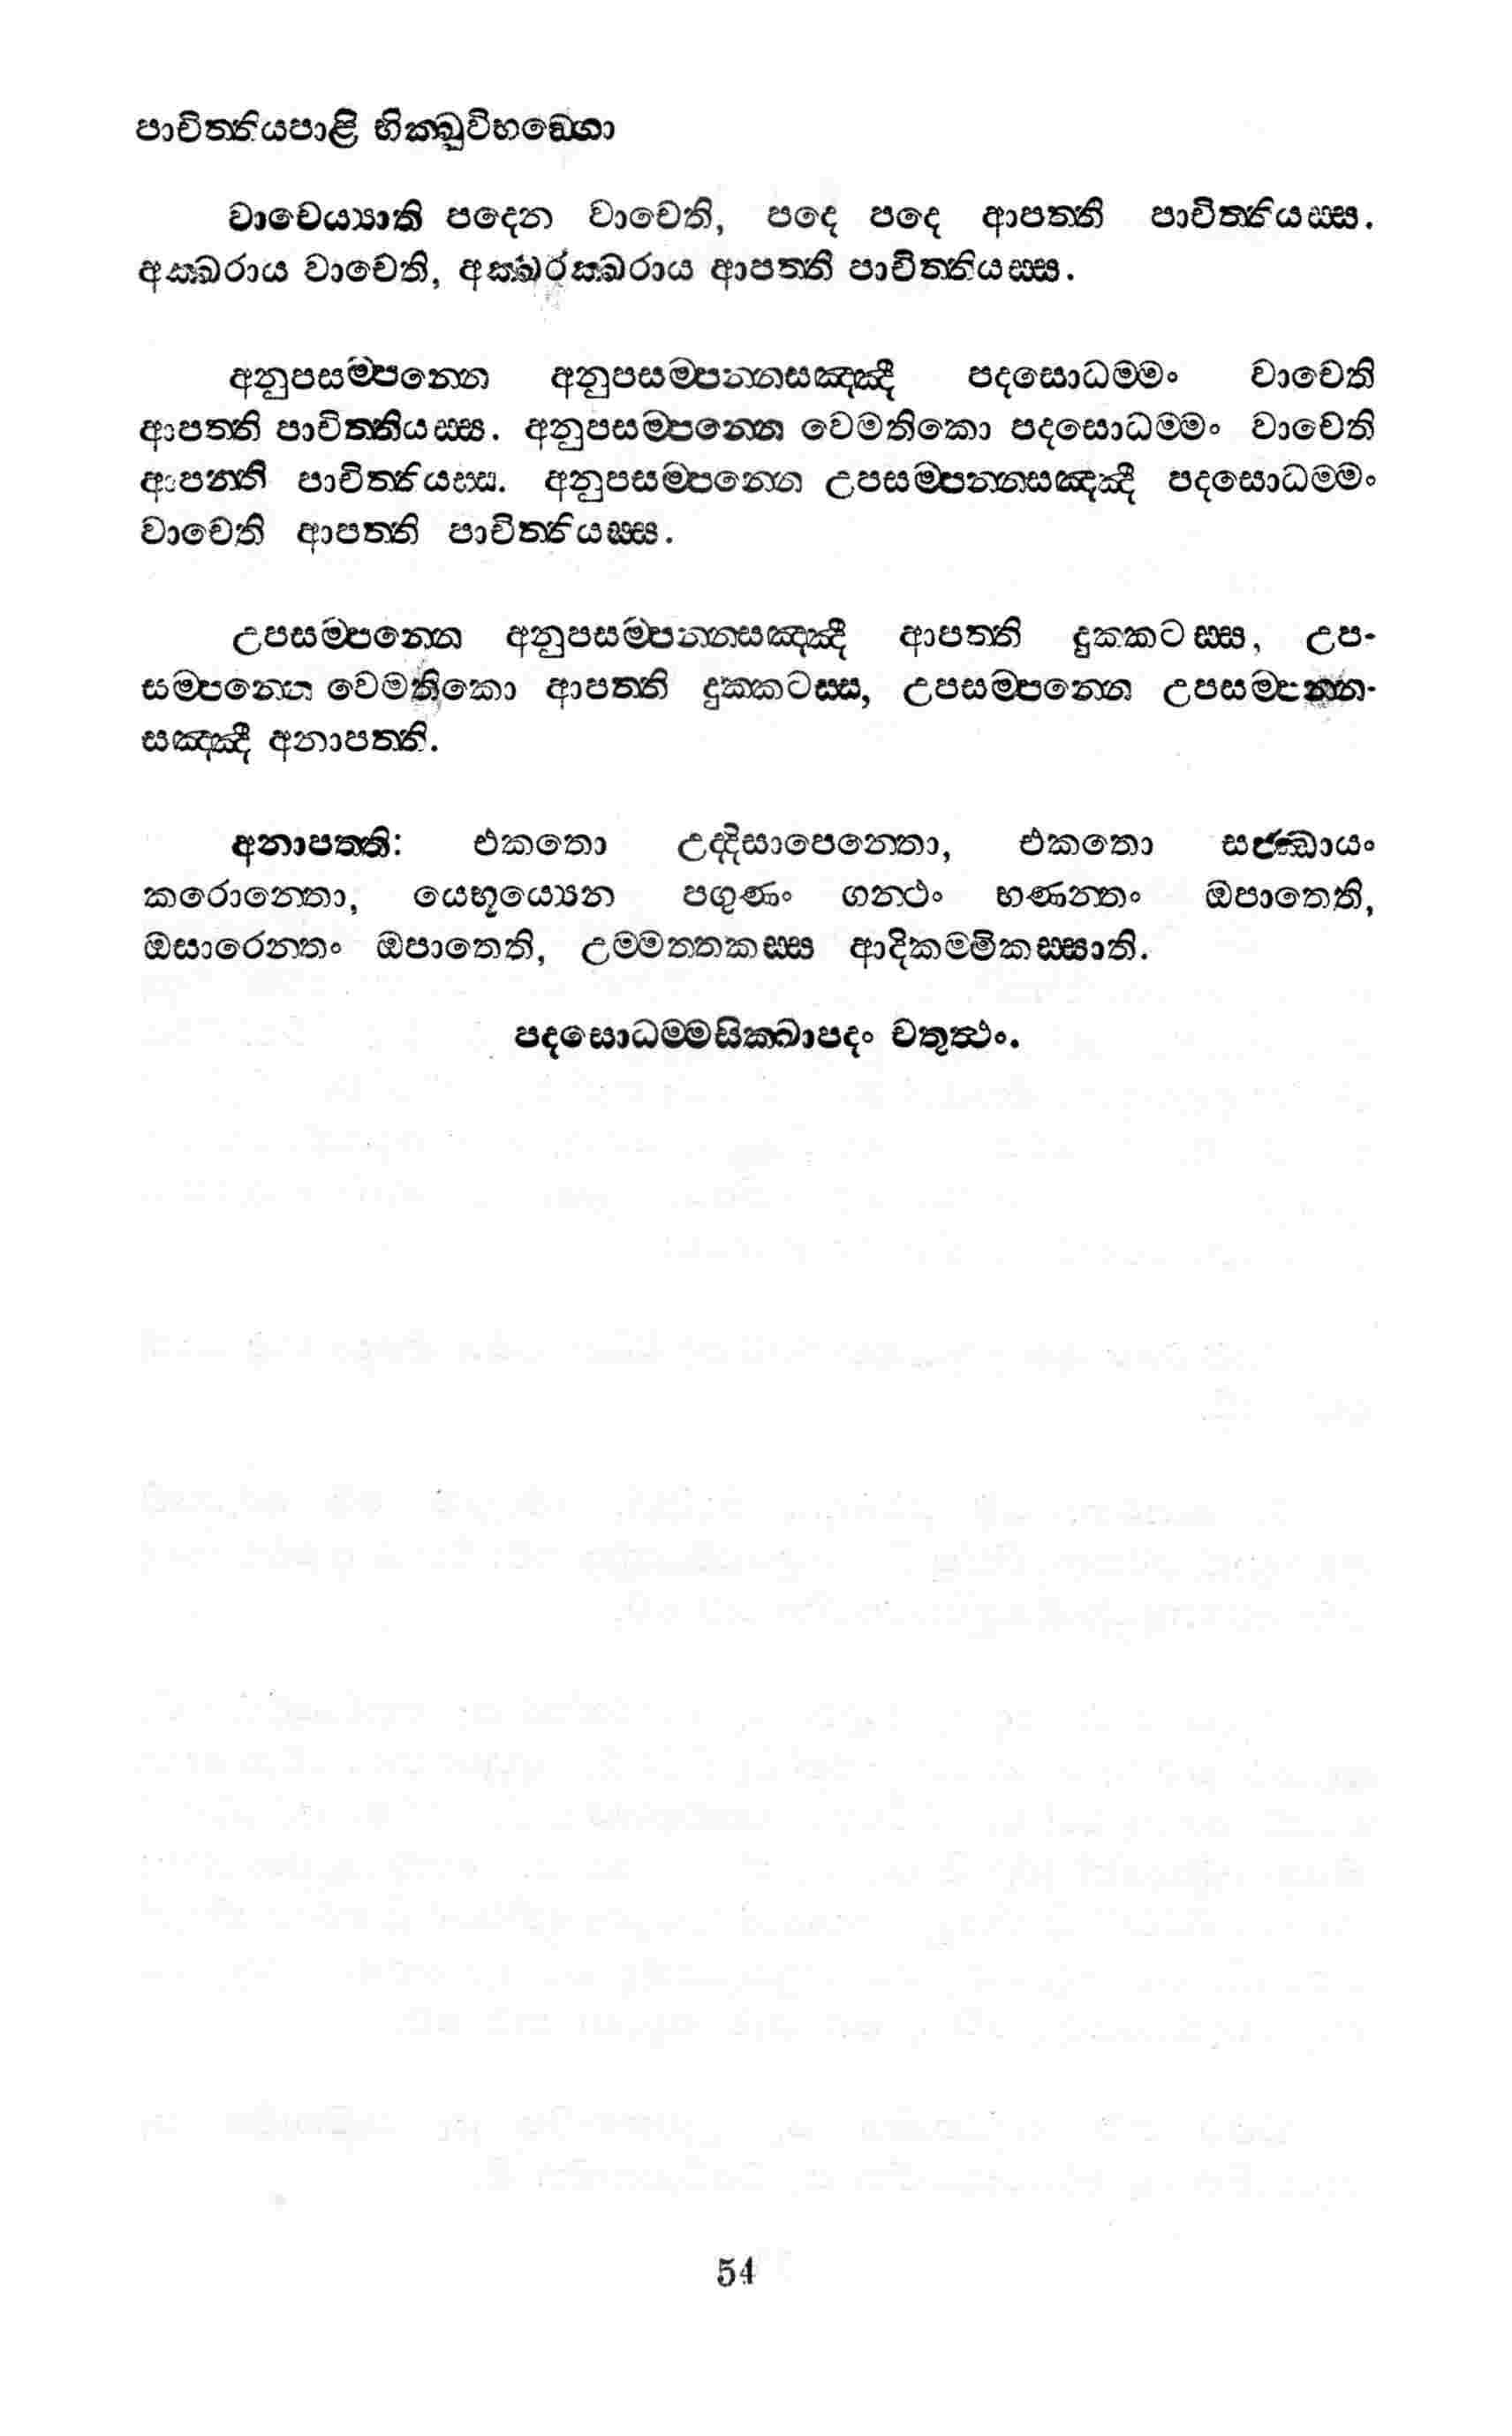 පාචිත්තියපාළි භික්ඛුවිභඞ්ගො
වාචෙය්‍යාති පදෙන වාචෙති, පදෙ පදෙ ආපත්ති පාචිත්තියස්ස.
අක්ඛරාය වාචෙති, අක්ඛරක්ඛරාය ආපත්ති පාචිත්තියස්ස.
අනුපසම්පන්නෙ අනුපසම්පන්නසඤ්ඤී පදසොධම්මං වාචෙති
ආපත්ති පාචිත්තියස්ස. අනුපසම්පන්නෙ වෙමතිකො පදසොධම්මං වාචෙති
ආපත්ති පාචිත්තියස්ස. අනුපසම්පන්නෙ උපසම්පන්නසඤ්ඤී පදසොධම්මං
වාචෙති ආපත්ති පාචිත්තියස්ස.
උපසම්පන්නෙ අනුපසම්පන්නසඤ්ඤී ආපත්ති දුක්කටස්ස, උප-
සම්පන්නෙ වෙමතිකො ආපත්ති දුක්කටස්ස, උපසම්පන්නෙ උපසම්පන්න-
සඤ්ඤී අනාපත්ති.
අනාපත්ති: එකතො උද්දිසාපෙන්තො, එකතො සජ්ඣායං
කරොන්තො, යෙභූය්‍යෙන පගුණං ගන්ථං භණන්තං ඔපාතෙති,
ඔසාරෙන්තං ඔපාතෙති, උම්මත්තකස්ස ආදිකම්මිකස්සාති.
පදසොධම්මසික්ඛාපදං චතුත්ථං.
54